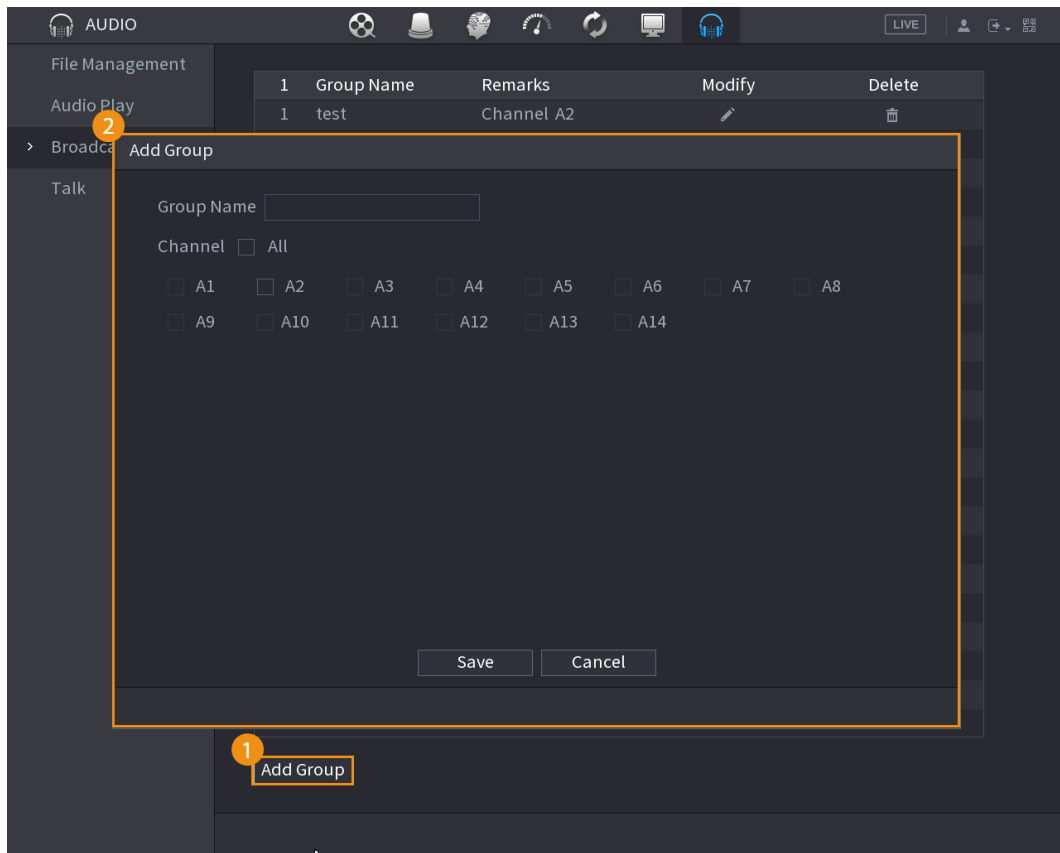 AUDIO
LIVE
File Management
Audio Play
Broadca
Talk
1 Group Name Remarks Modify Delete
1 test Channel A2
2
Add Group
Group Name
Channel All
A1 A2 A3 A4 A5 A6 A7 A8
A9 A10 A11 A12 A13 A14
Save Cancel
1
Add Group